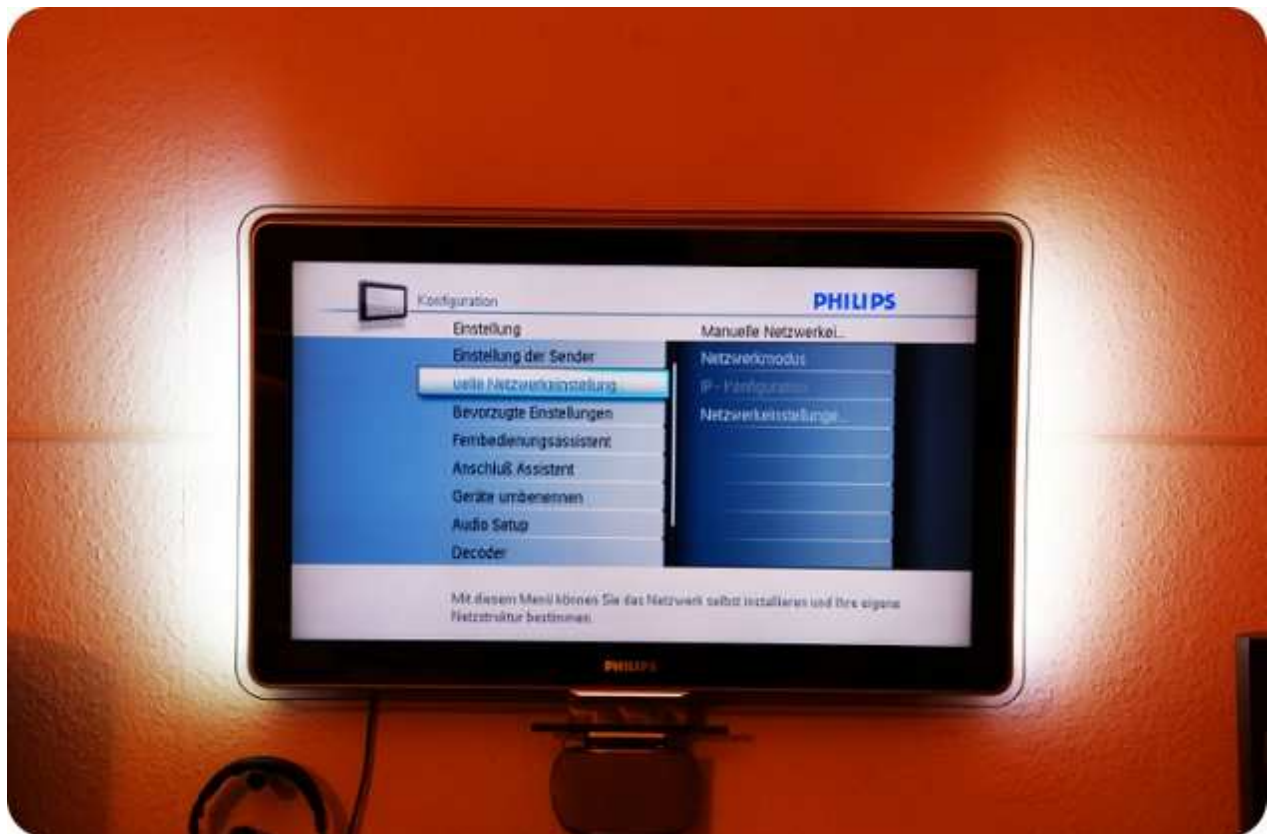 Konfiguration
PHILIPS
Einstellung
Manuelle Netzwerkei...
Einstellung der Sender
Netzwerkmodus
uelle Netzwerkeinstellung
IP - Konfiguration
Bevorzugte Einstellungen
Netzwerkeinstellunge...
Fernbedienungsassistent
Anschluß Assistent
Geräte umbenennen
Audio Setup
Decoder
Mit diesem Menü können Sie das Netzwerk selbst installieren und Ihre eigene
Netzstruktur bestimmen.
PHILIPS